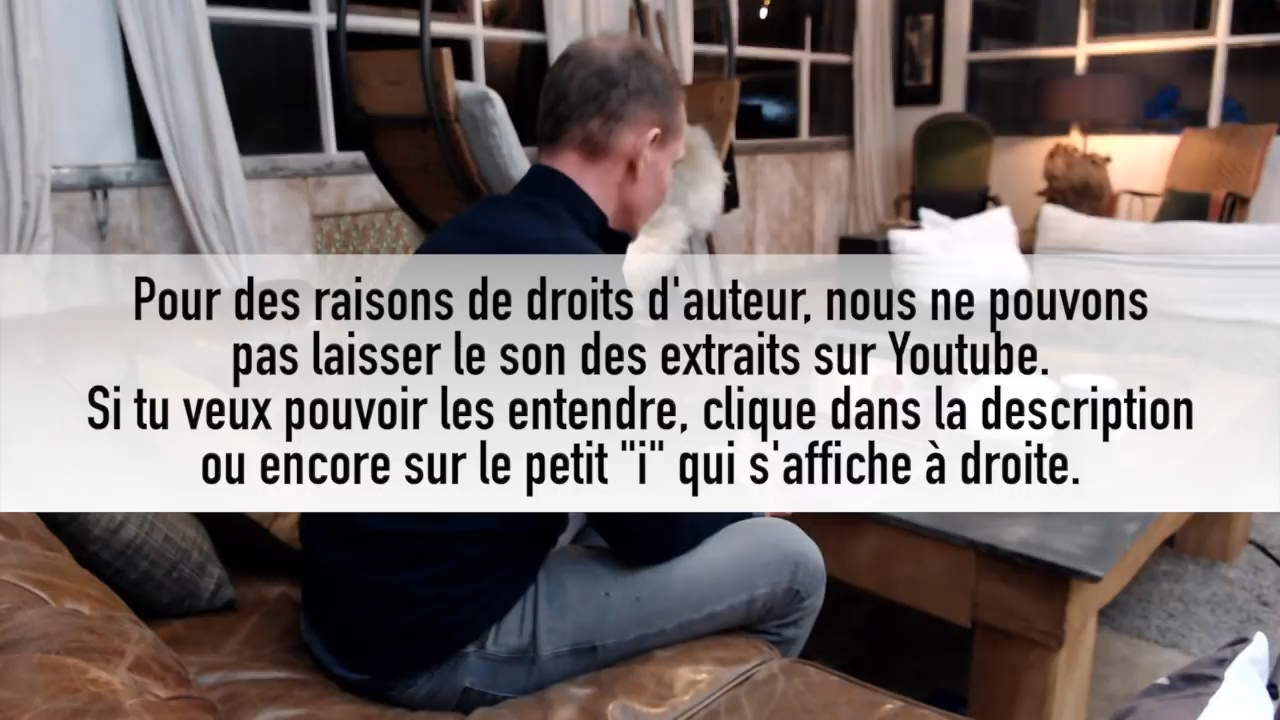 Pour des raisons de droits d'auteur, nous ne pouvons
pas laisser le son des extraits sur Youtube.
Si tu veux pouvoir les entendre, clique dans la description
ou encore sur le petit "i" qui s'affiche à droite.